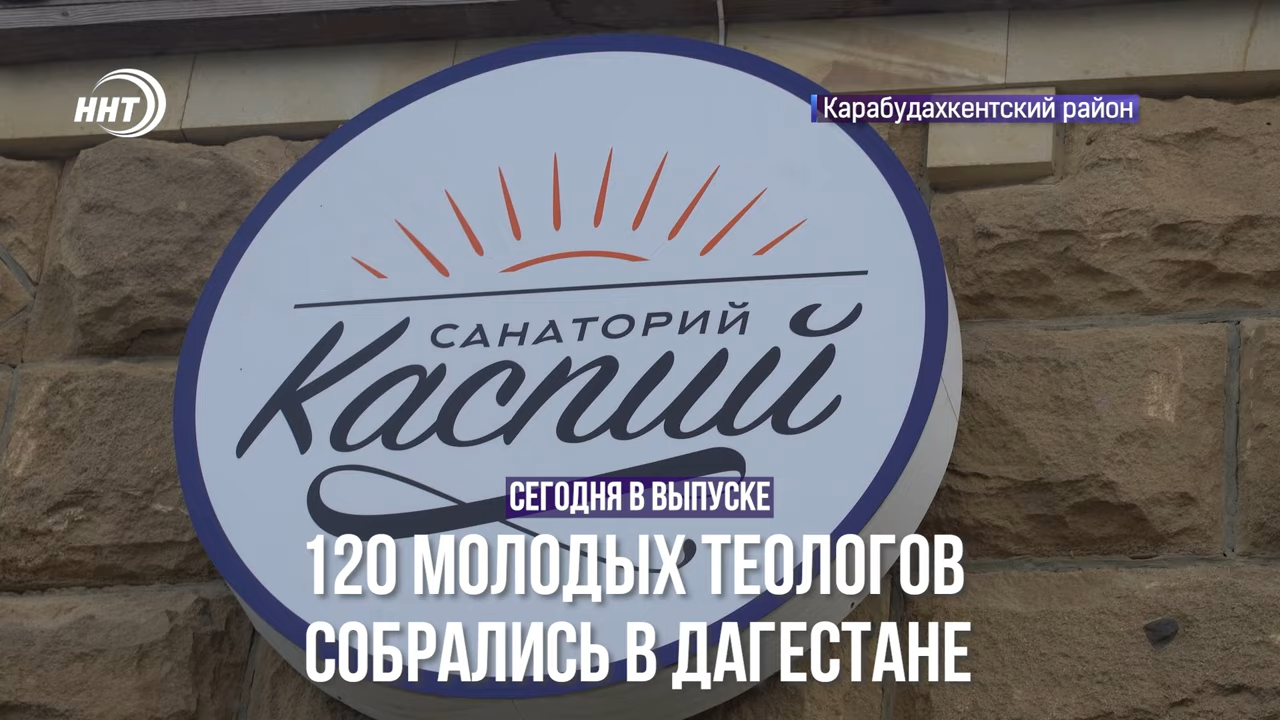 ННТ
Карабудахкентский район
САНАТОРИЙ
Каспий
СЕГОДНЯ В ВЫПУСКЕ
120 МОЛОДЫХ ТЕОЛОГОВ
СОБРАЛИСЬ В ДАГЕСТАНЕ